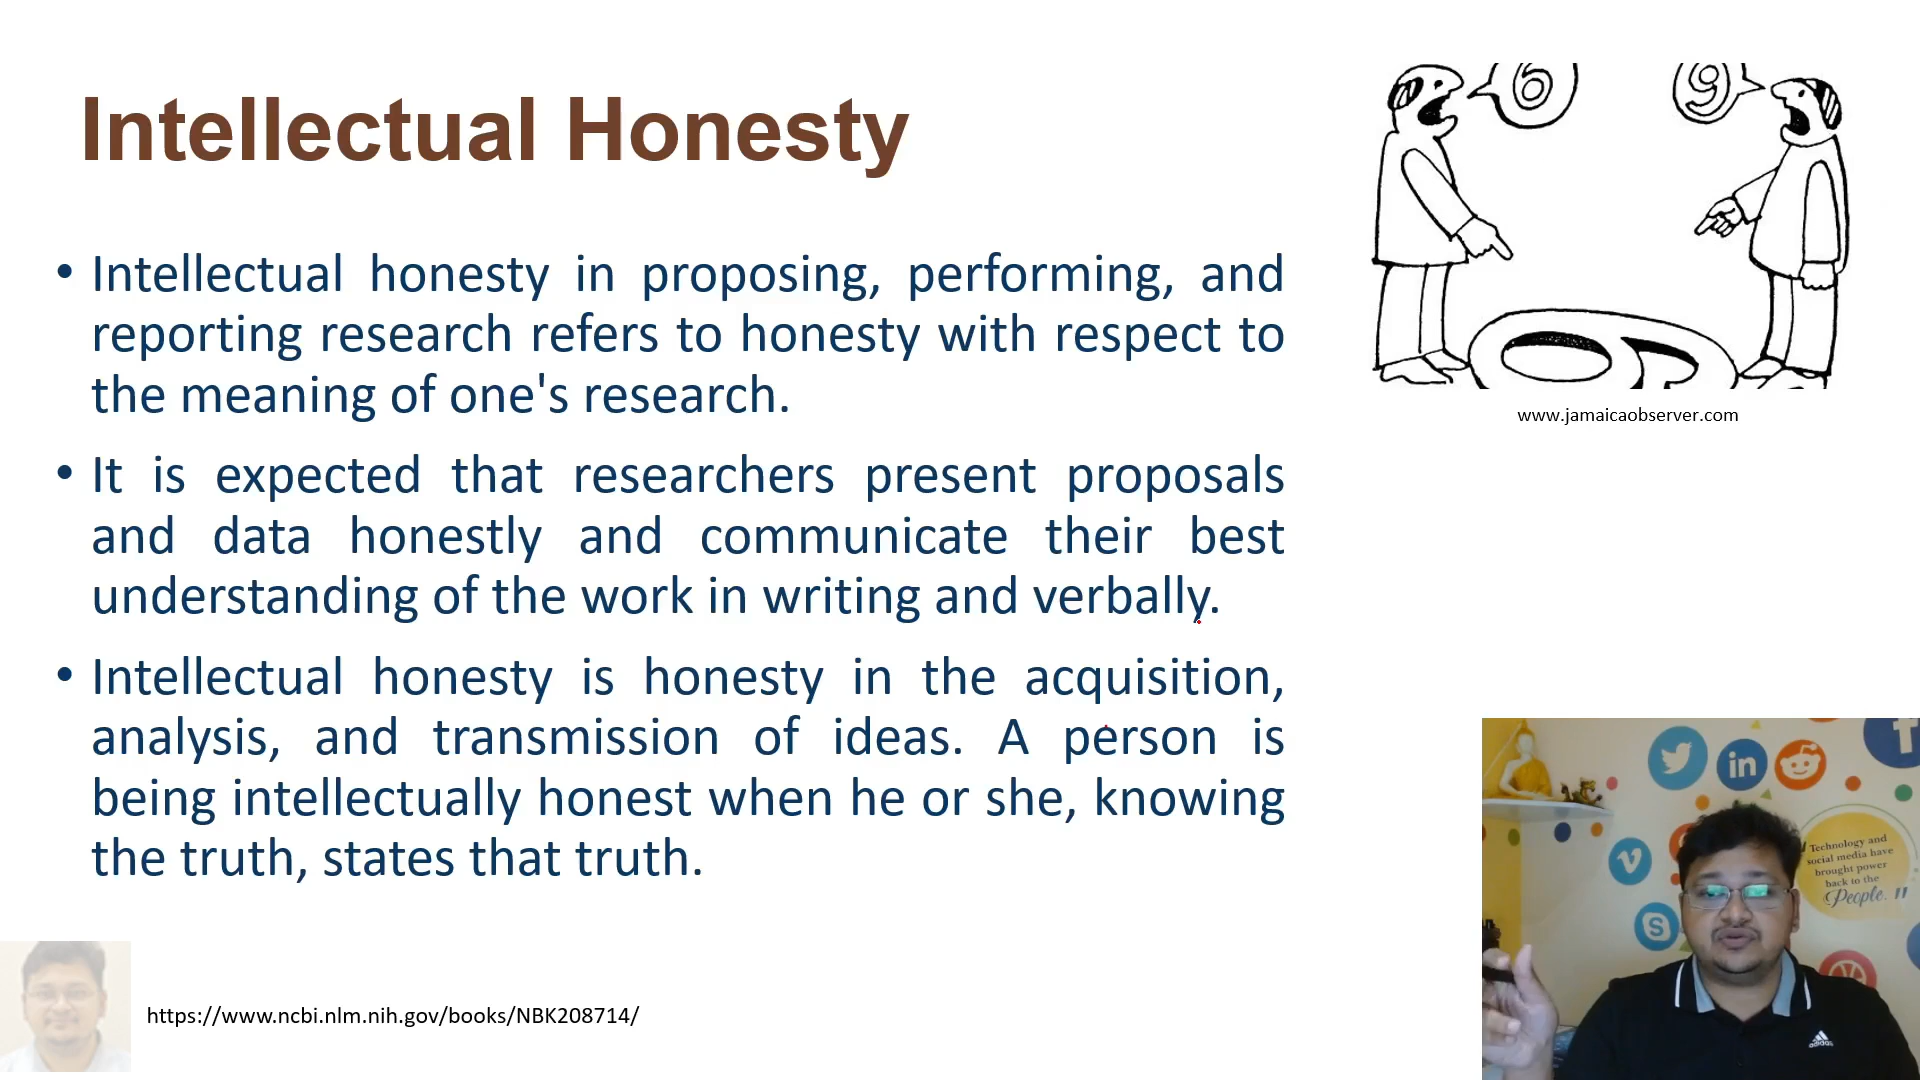 Intellectual Honesty
6
9
www.jamaicaobserver.com
• Intellectual honesty in proposing, performing, and
reporting research refers to honesty with respect to
the meaning of one's research.
• It is expected that researchers present proposals
and data honestly and communicate their best
understanding of the work in writing and verbally.
• Intellectual honesty is honesty in the acquisition,
analysis, and transmission of ideas. A person is
being intellectually honest when he or she, knowing
the truth, states that truth.
https://www.ncbi.nlm.nih.gov/books/NBK208714/
in
Technology and
social media have
brought power
back to the
People. "
adidas